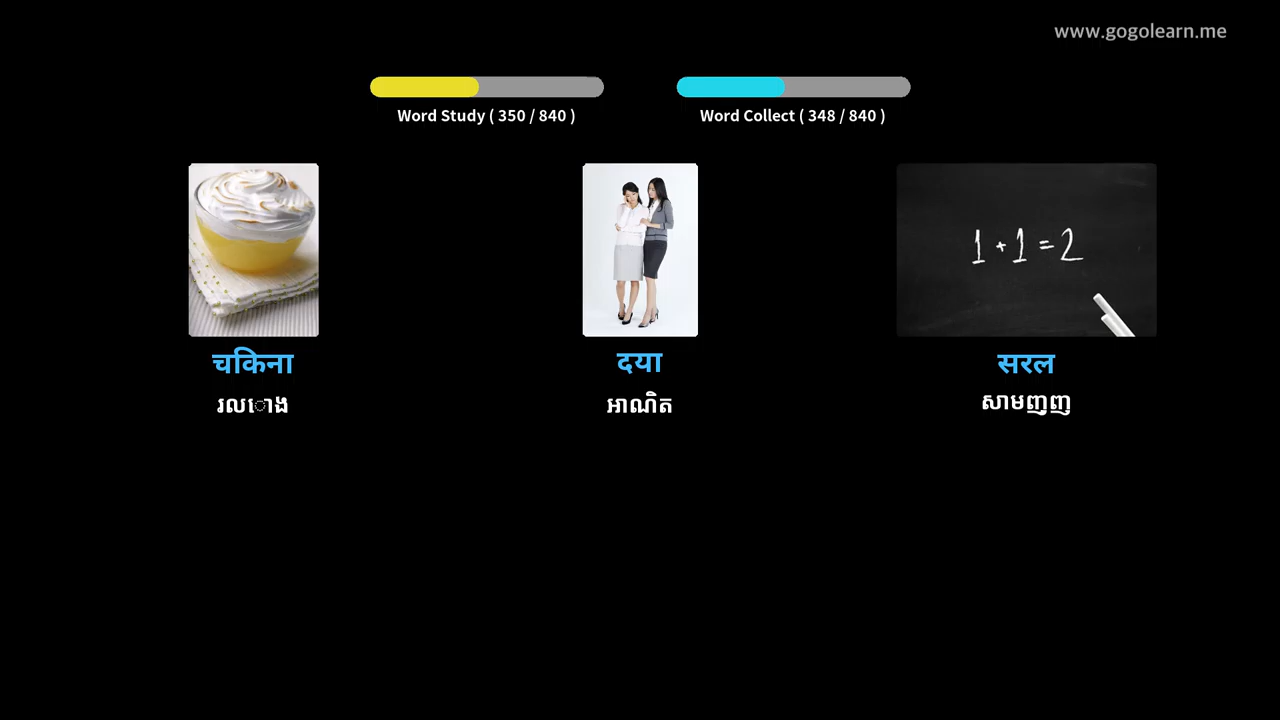 www.gogolearn.me
Word Study ( 350 / 840 )
Word Collect ( 348 / 840 )
1 + 1 = 2
चकिना
दया
सरल
រលោង
អាណិត
សាមញញ